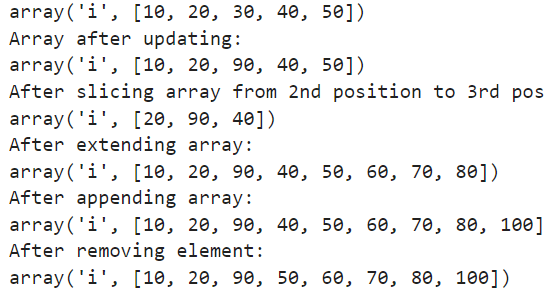 array('i', [10, 20, 30, 40, 50])
Array after updating:
array('i', [10, 20, 90, 40, 50])
After slicing array from 2nd position to 3rd pos
array('i', [20, 90, 40])
After extending array:
array('i', [10, 20, 90, 40, 50, 60, 70, 80])
After appending array:
array('i', [10, 20, 90, 40, 50, 60, 70, 80, 100]
After removing element:
array('i', [10, 20, 90, 50, 60, 70, 80, 100])